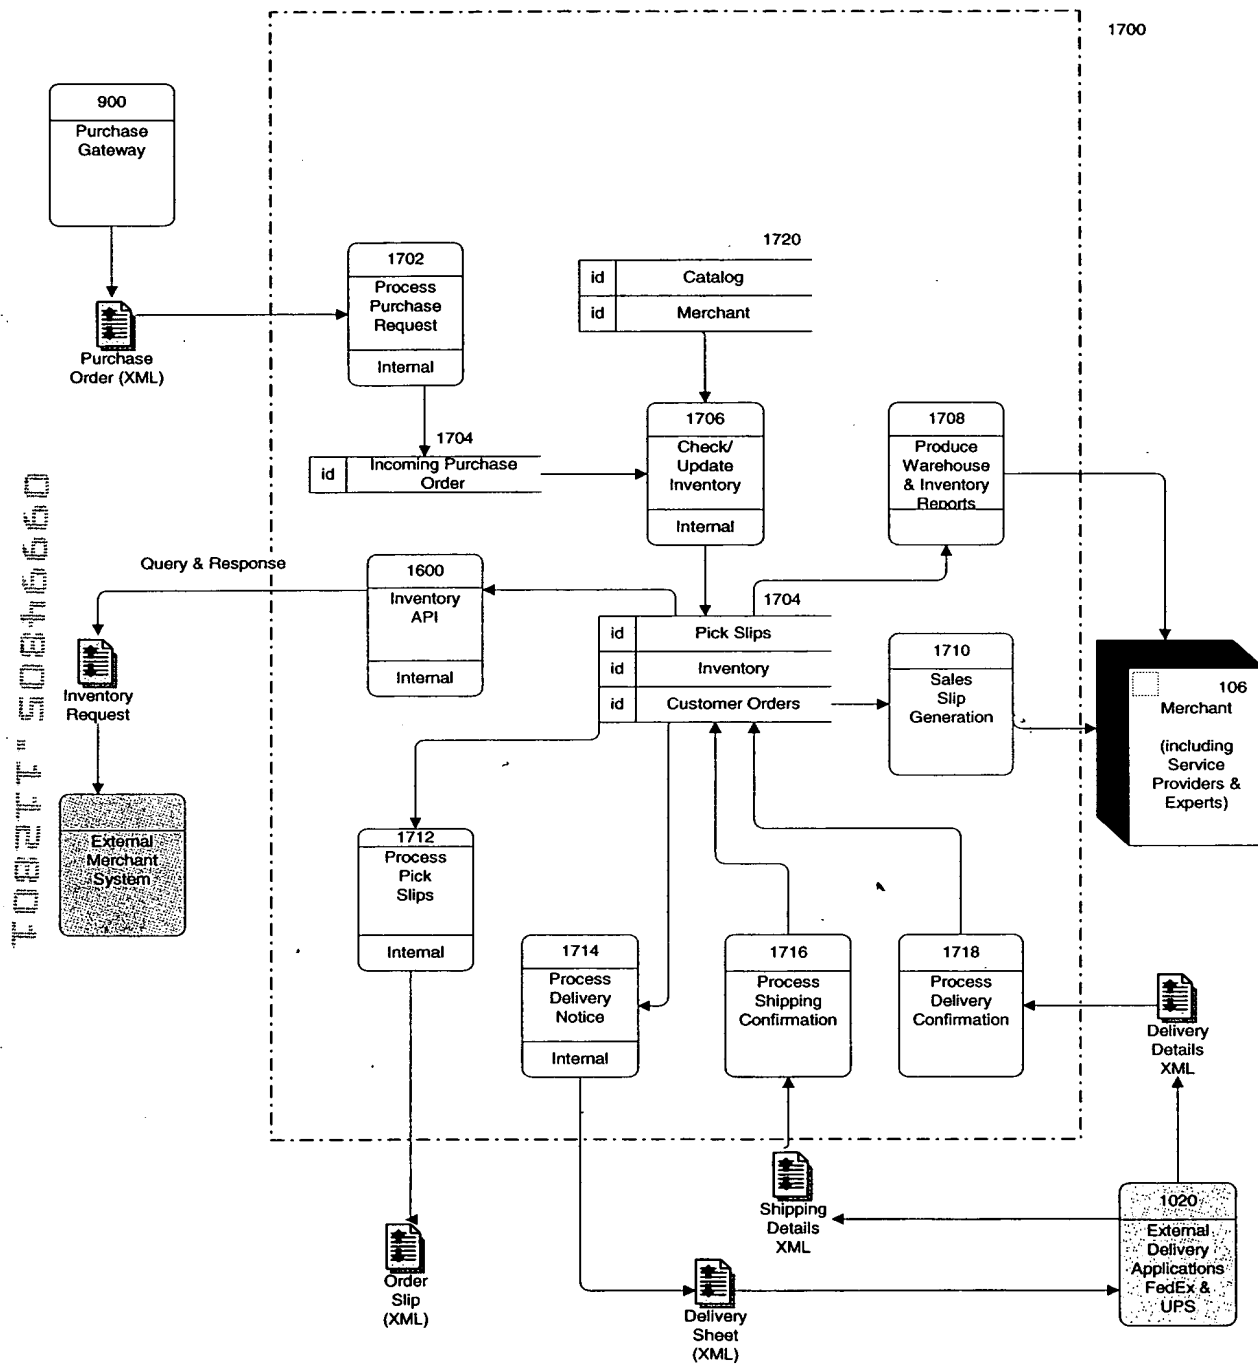 1700
900
Purchase
Gateway
1720
1702
Process
Purchase
Request
Internal
id Catalog
id Merchant
Purchase
Order (XML)
1704
id Incoming Purchase
Order
1706
Check/
Update
Inventory
Internal
1708
Produce
Warehouse
& Inventory
Reports
Query & Response
1600
Inventory
API
Internal
1704
id Pick Slips
id Inventory
id Customer Orders
1710
Sales
Slip
Generation
106
Merchant
(including
Service
Providers &
Experts)
Inventory
Request
External
Merchant
System
1712
Process
Pick
Slips
Internal
1714
Process
Delivery
Notice
Internal
1716
Process
Shipping
Confirmation
1718
Process
Delivery
Confirmation
Delivery
Details
XML
Shipping
Details
XML
1020
External
Delivery
Applications
FedEx &
UPS
Order
Slip
(XML)
Delivery
Sheet
(XML)